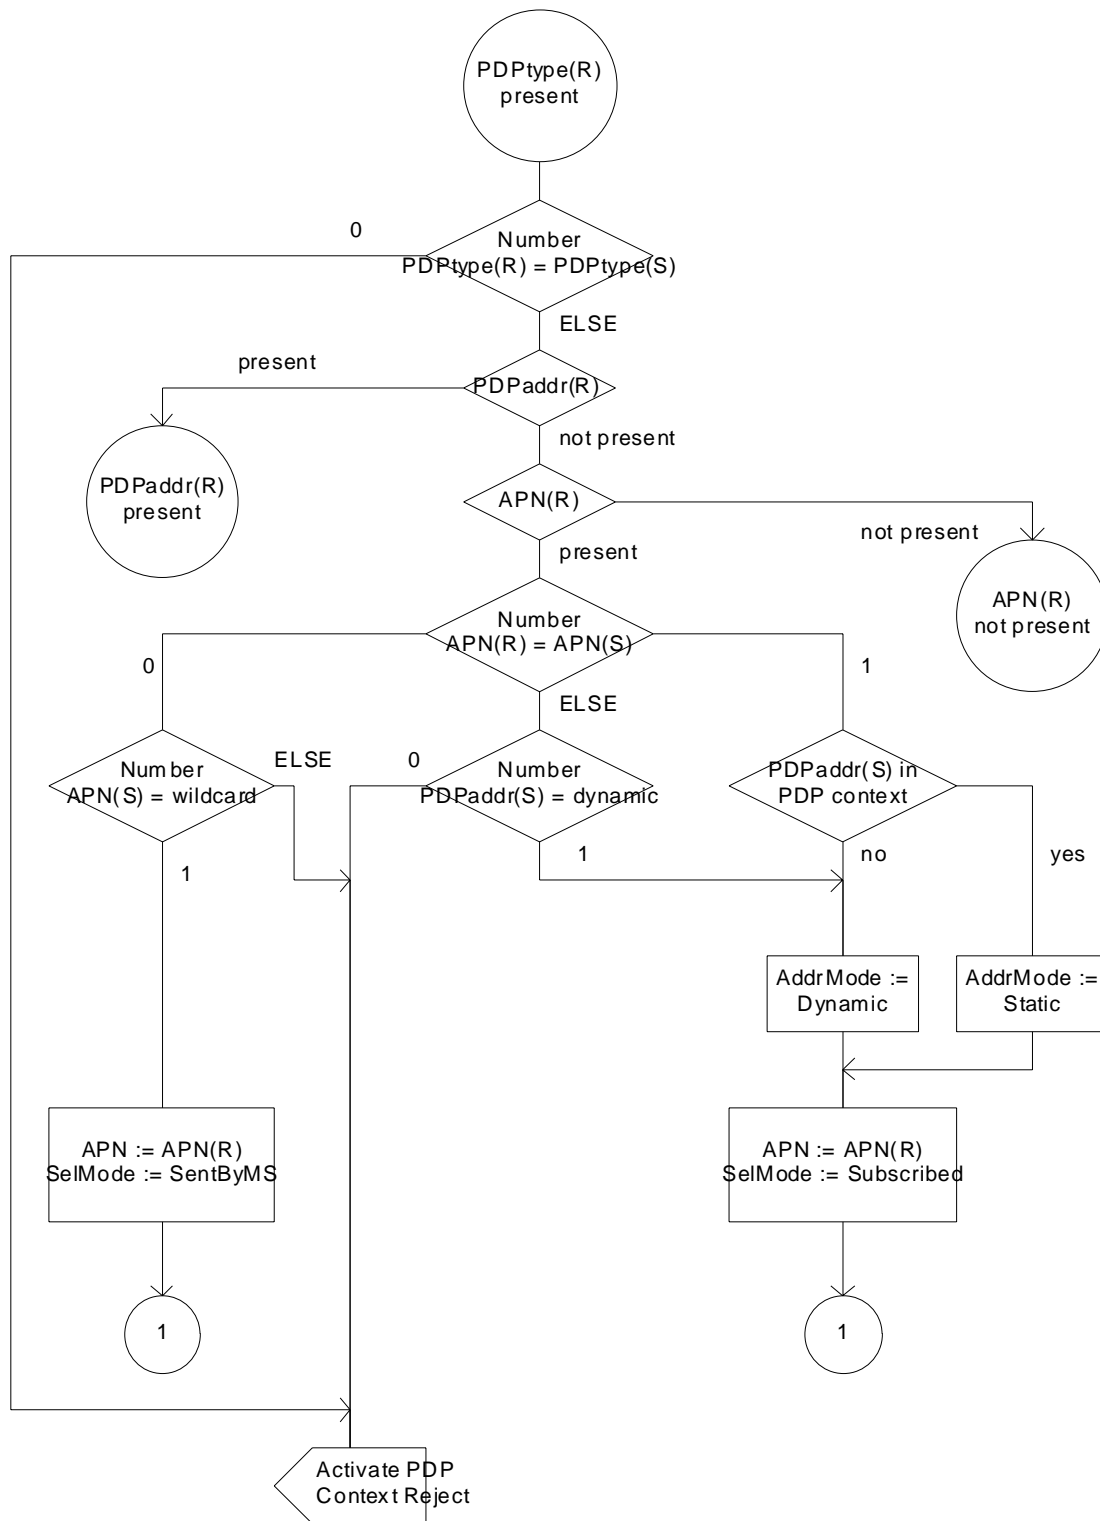 PDPtype(R)
present
0
Number
PDPtype(R) = PDPtype(S)
ELSE
present
PDPaddr(R)
not present
PDPaddr(R)
present
APN(R)
not present
present
APN(R)
not present
Number
APN(R) = APN(S)
0
1
ELSE
Number
APN(S) = wildcard
ELSE
0
Number
PDPaddr(S) = dynamic
PDPaddr(S) in
PDP context
1
1
no
yes
AddrMode :=
Dynamic
AddrMode :=
Static
APN := APN(R)
SelMode := SentByMS
APN := APN(R)
SelMode := Subscribed
1
1
Activate PDP
Context Reject